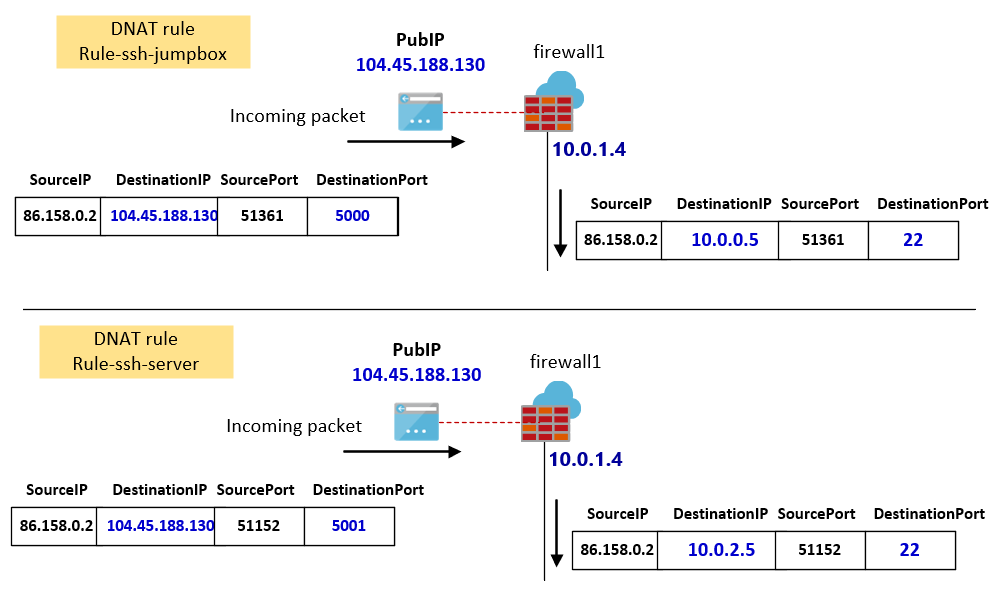 DNAT rule
Rule-ssh-jumpbox
PubIP
104.45.188.130
firewall1
Incoming packet
10.0.1.4
SourceIP DestinationIP SourcePort DestinationPort
86.158.0.2 104.45.188.130 51361 5000
SourceIP DestinationIP SourcePort DestinationPort
86.158.0.2 10.0.0.5 51361 22
DNAT rule
Rule-ssh-server
PubIP
104.45.188.130
firewall1
Incoming packet
10.0.1.4
SourceIP DestinationIP SourcePort DestinationPort
86.158.0.2 104.45.188.130 51152 5001
SourceIP DestinationIP SourcePort DestinationPort
86.158.0.2 10.0.2.5 51152 22